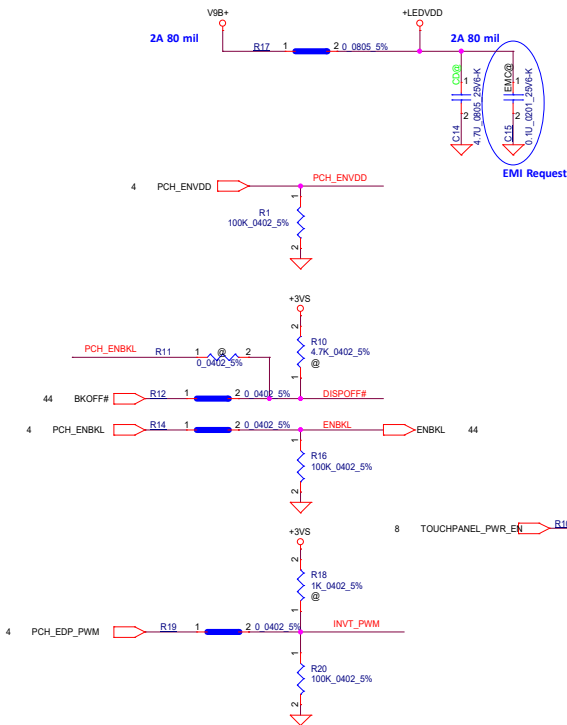 V9B+
+LEDVDD
2A 80 mil
2A 80 mil
R17 1 2 0_0805_5%
CD@
EMC@
1
1
2
2
C14
4.7U_0805_25V6-K
C15
0.1U_0201_25V6-K
EMI Request
4 PCH_ENVDD
PCH_ENVDD
1
R1
100K_0402_5%
2
+3VS
2
R10
4.7K_0402_5%
@
1
PCH_ENBKL R11 1 @ 2
0_0402_5%
44 BKOFF# R12 1 2 0_0402_5% DISPOFF#
4 PCH_ENBKL R14 1 2 0_0402_5% ENBKL
ENBKL 44
1
R16
100K_0402_5%
2
8 TOUCHPANEL_PWR_EN
+3VS
2
R18
1K_0402_5%
@
1
4 PCH_EDP_PWM R19 1 2 0_0402_5% INVT_PWM
1
R20
100K_0402_5%
2